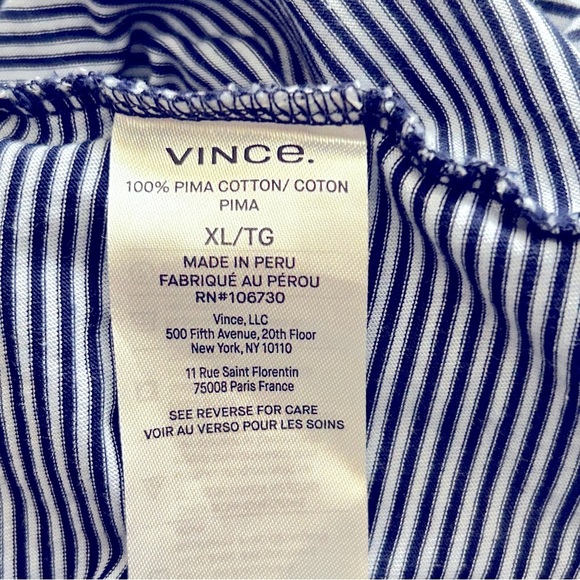 VINCe.
100% PIMA COTTON/ COTON
PIMA
XL/TG
MADE IN PERU
FABRIQUÉ AU PÉROU
RN#106730
Vince, LLC
500 Fifth Avenue, 20th Floor
New York, NY 10110
11 Rue Saint Florentin
75008 Paris France
SEE REVERSE FOR CARE
VOIR AU VERSO POUR LES SOINS